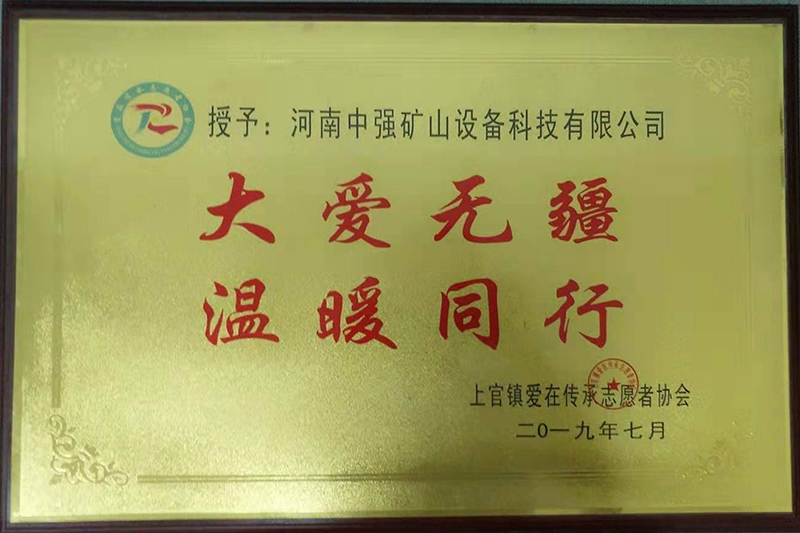 授予：河南中强矿山设备科技有限公司
大爱无疆
温暖同行
上官镇爱在传承志愿者协会
二0一九年七月